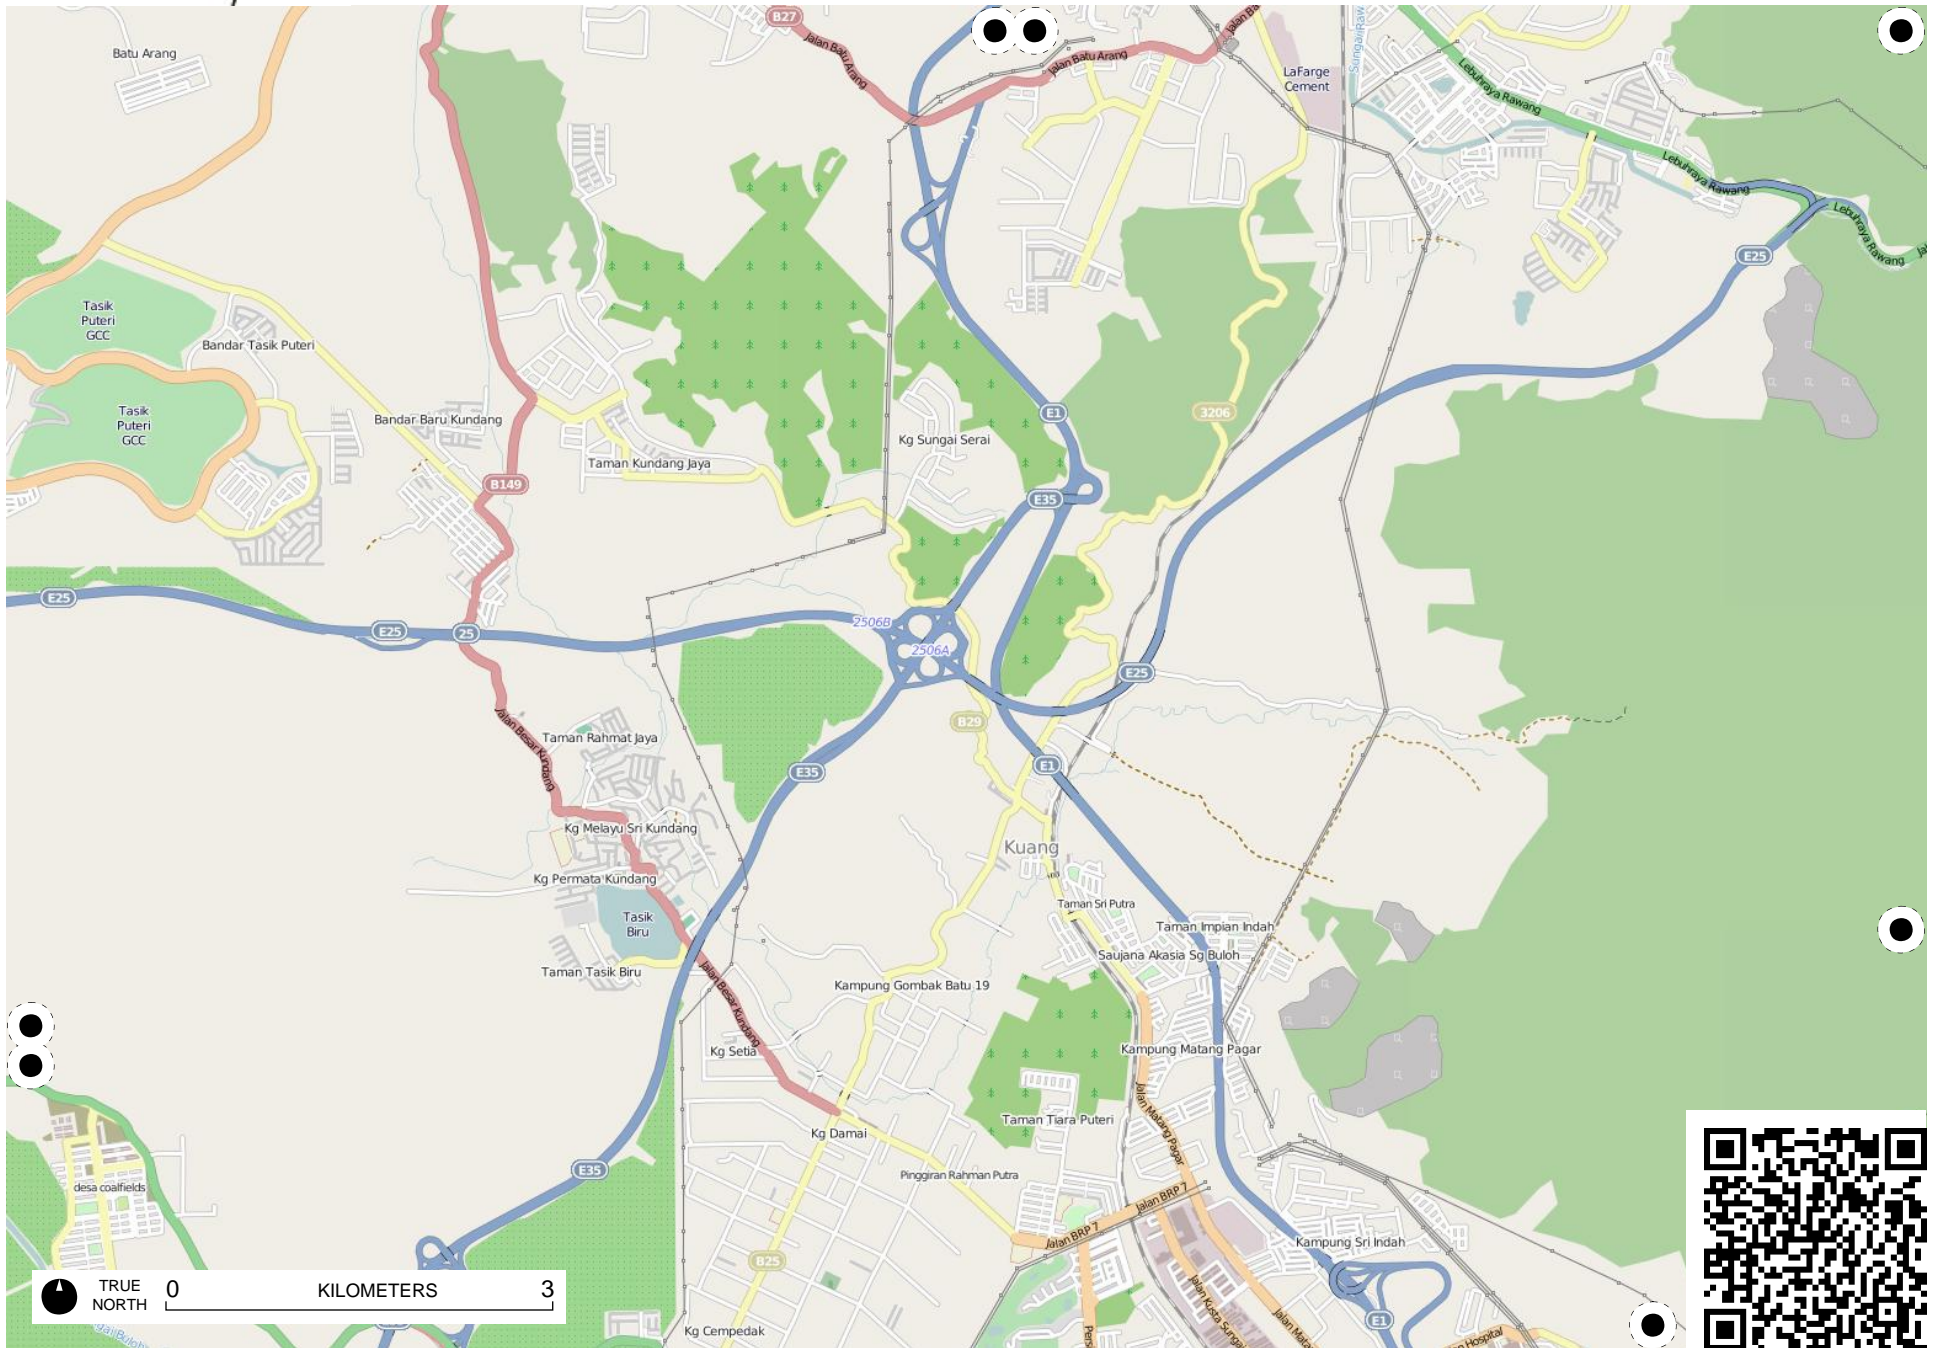 B27
Jalan Batu Arang
Jalan Batu Arang
Batu Arang
LaFarge
Cement
Lebuhraya Rawang
Lebuhraya Rawang
Lebuhraya Rawang
E25
Tasik
Puteri
GCC
Bandar Tasik Puteri
Tasik
Puteri
GCC
Bandar Baru Kundang
E1
3206
Kg Sungai Serai
Taman Kundang Jaya
B149
E35
E25
E25
25
2506B
2506A
E25
Jalan Besar Kundang
Taman Rahmat Jaya
B29
E35
E1
Kg Melayu Sri Kundang
Kuang
Kg Permata Kundang
Tasik
Biru
Taman Sri Putra
Taman Impian Indah
Saujana Akasia Sg Buloh
Taman Tasik Biru
Jalan Besar Kundang
Kampung Gombak Batu 19
Kg Setia
Kampung Matang Pagar
Jalan Matang Pagar
Taman Tiara Puteri
Kg Damai
Pinggiran Rahman Putra
E35
desa coalfields
Jalan BRP 7
Jalan BRP 7
Kampung Sri Indah
B25
TRUE
NORTH
0
KILOMETERS
3
E1
Kg Cempedak
Hospital